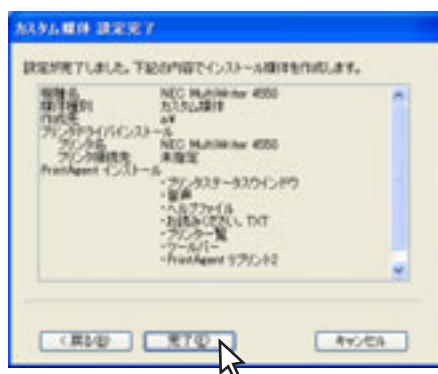 カスタム媒体 設定完了
設定が完了しました。下記の内容でインストール媒体を作成します。
機種名 NEC MultiWriter 4550
媒体種別 カスタム媒体
作成先 a:¥
プリンタドライバインストール
プリンタ名 NEC MultiWriter 4550
プリンタ接続先 未指定
PrintAgent インストール
・プリンタステータスウィンドウ
・音声
・ヘルプファイル
・お読みください.TXT
・プリンター覧
・ツールバー
・PrintAgent リプリント2
< 戻る(B)
完了(F)
キャンセル